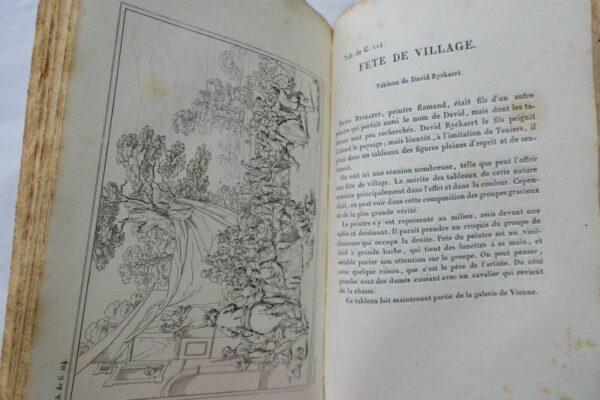 Tab. de G. 114.
Tab. de G. 114.
FÊTE DE VILLAGE.
Tableau de David Ryckaert.
DAVID RYCKAERT, peintre flamand, était fils d'un autre
peintre qui portait aussi le nom de David, mais dont les ta-
bleaux sont peu recherchés. David Ryckaert le fils peignit
d'abord le paysage; mais bientôt, à l'imitation de Teniers, il
plaça dans ses tableaux des figures pleines d'esprit et de sen-
timent.
On voit ici une réunion nombreuse, telle que peut l'offrir
une fête de village. Le mérite des tableaux de cette nature
consiste principalement dans l'effet et dans la couleur. Cepen-
dant, on peut voir dans cette composition des groupes gracieux
et de la plus grande vérité.
Le peintre s'y est représenté au milieu, assis devant une
table et dessinant. Il paraît prendre un croquis du groupe de
danseurs qui occupe la droite. Près du peintre est un vieil-
lard à grande barbe, qui tient des lunettes à sa main, et
semble porter son attention sur le groupe. On peut penser,
avec quelque raison, que c'est le père de l'artiste. Du côté
gauche sont des dames causant avec un cavalier qui revient
de la chasse.
Ce tableau fait maintenant partie de la galerie de Vienne.